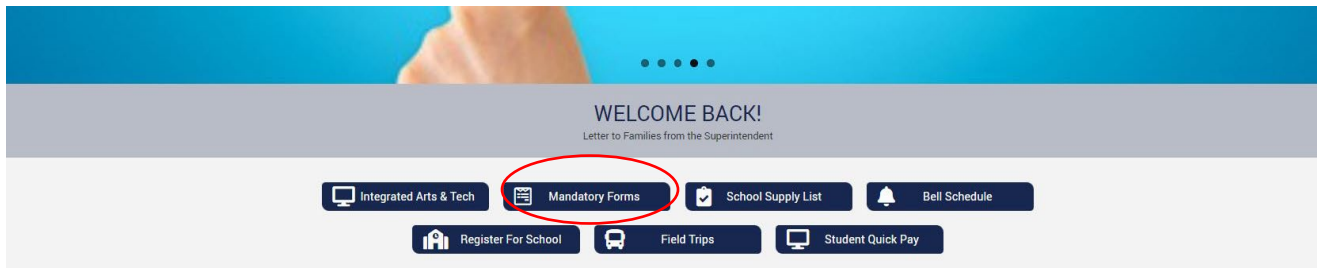 WELCOME BACK!
Letter to Families from the Superintendent
Integrated Arts & Tech
Mandatory Forms
School Supply List
Bell Schedule
Register For School
Field Trips
Student Quick Pay